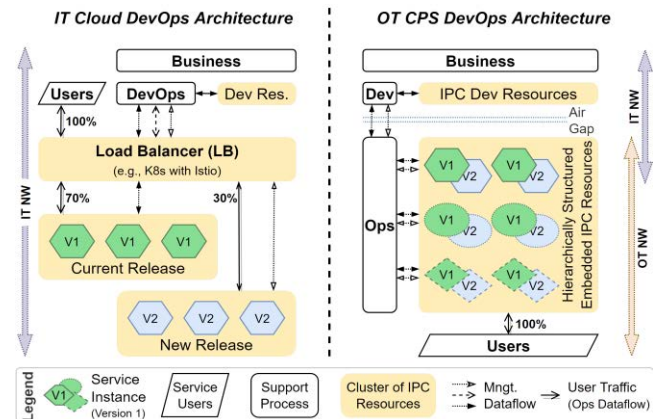 IT Cloud DevOps Architecture
Business
Users
DevOps
Dev Res.
100%
Load Balancer (LB)
(e.g., K8s with Istio)
IT NW
70%
30%
V1
V1
V1
Current Release
V2
V2
V2
New Release
OT CPS DevOps Architecture
Business
Dev
IPC Dev Resources
Air
Gap
IT NW
Ops
V1
V2
V1
V2
V1
V2
V1
V2
V1
V2
V1
V2
Hierarchically Structured
Embedded IPC Resources
OT NW
100%
Users
Legend
V1
Service
Instance
(Version 1)
Service
Users
Support
Process
Cluster of IPC
Resources
Mngt.
Dataflow
User Traffic
(Ops Dataflow)